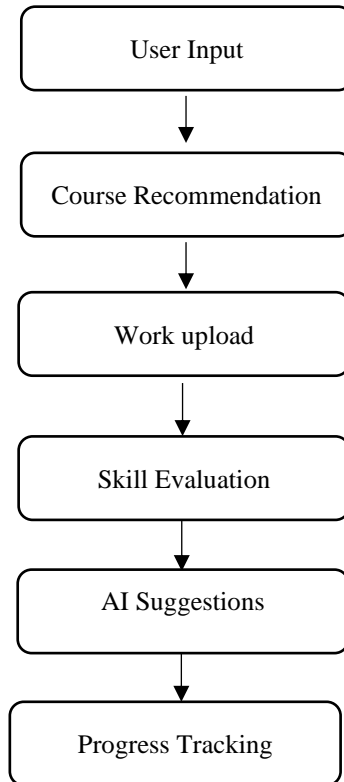 User Input
Course Recommendation
Work upload
Skill Evaluation
AI Suggestions
Progress Tracking